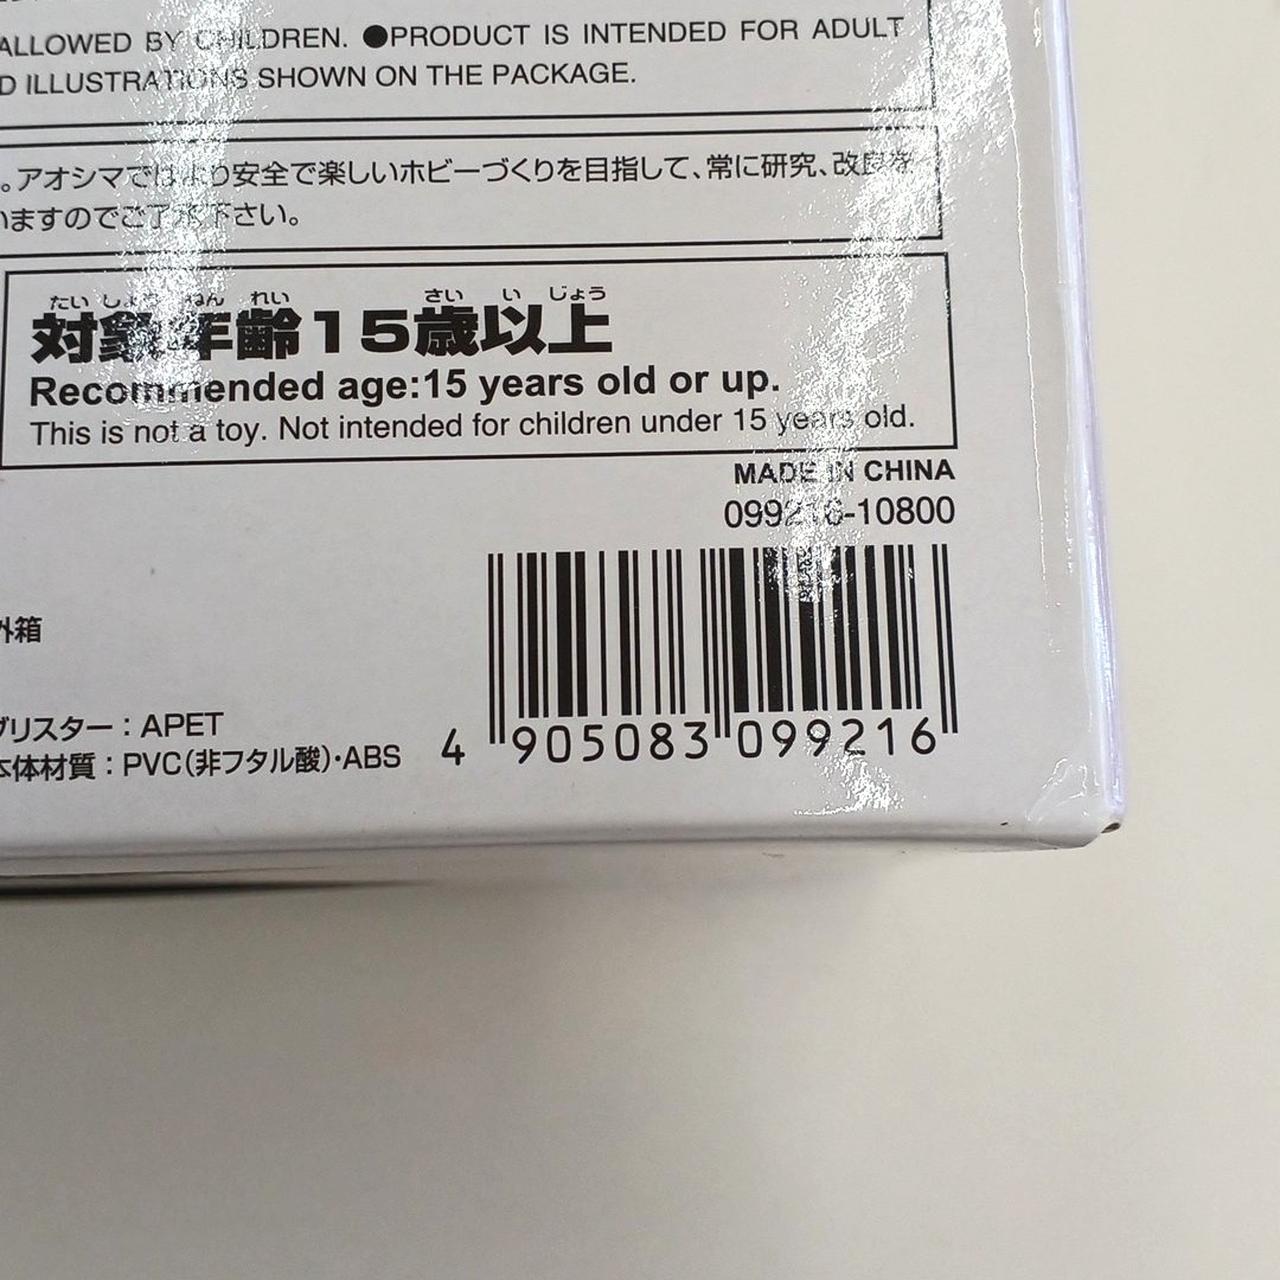 ALLOWED BY CHILDREN. ●PRODUCT IS INTENDED FOR ADULT
D ILLUSTRATIONS SHOWN ON THE PACKAGE.
。アオシマではより安全で楽しいホビーづくりを目指して、常に研究、改良を
いますのでご了承下さい。
たい しょう ねん れい さい い じょう
対象年齢15歳以上
Recommended age:15 years old or up.
This is not a toy. Not intended for children under 15 years old.
MADE IN CHINA
099216-10800
外箱
ブリスター：APET
本体材質：PVC(非フタル酸)・ABS
4 905083 099216